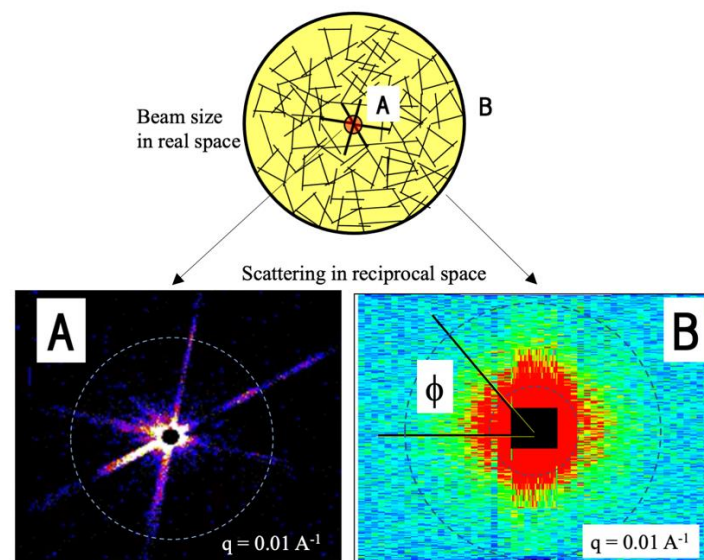 A
B
Beam size
in real space
Scattering in reciprocal space
A
B
ϕ
q = 0.01 A⁻¹
q = 0.01 A⁻¹